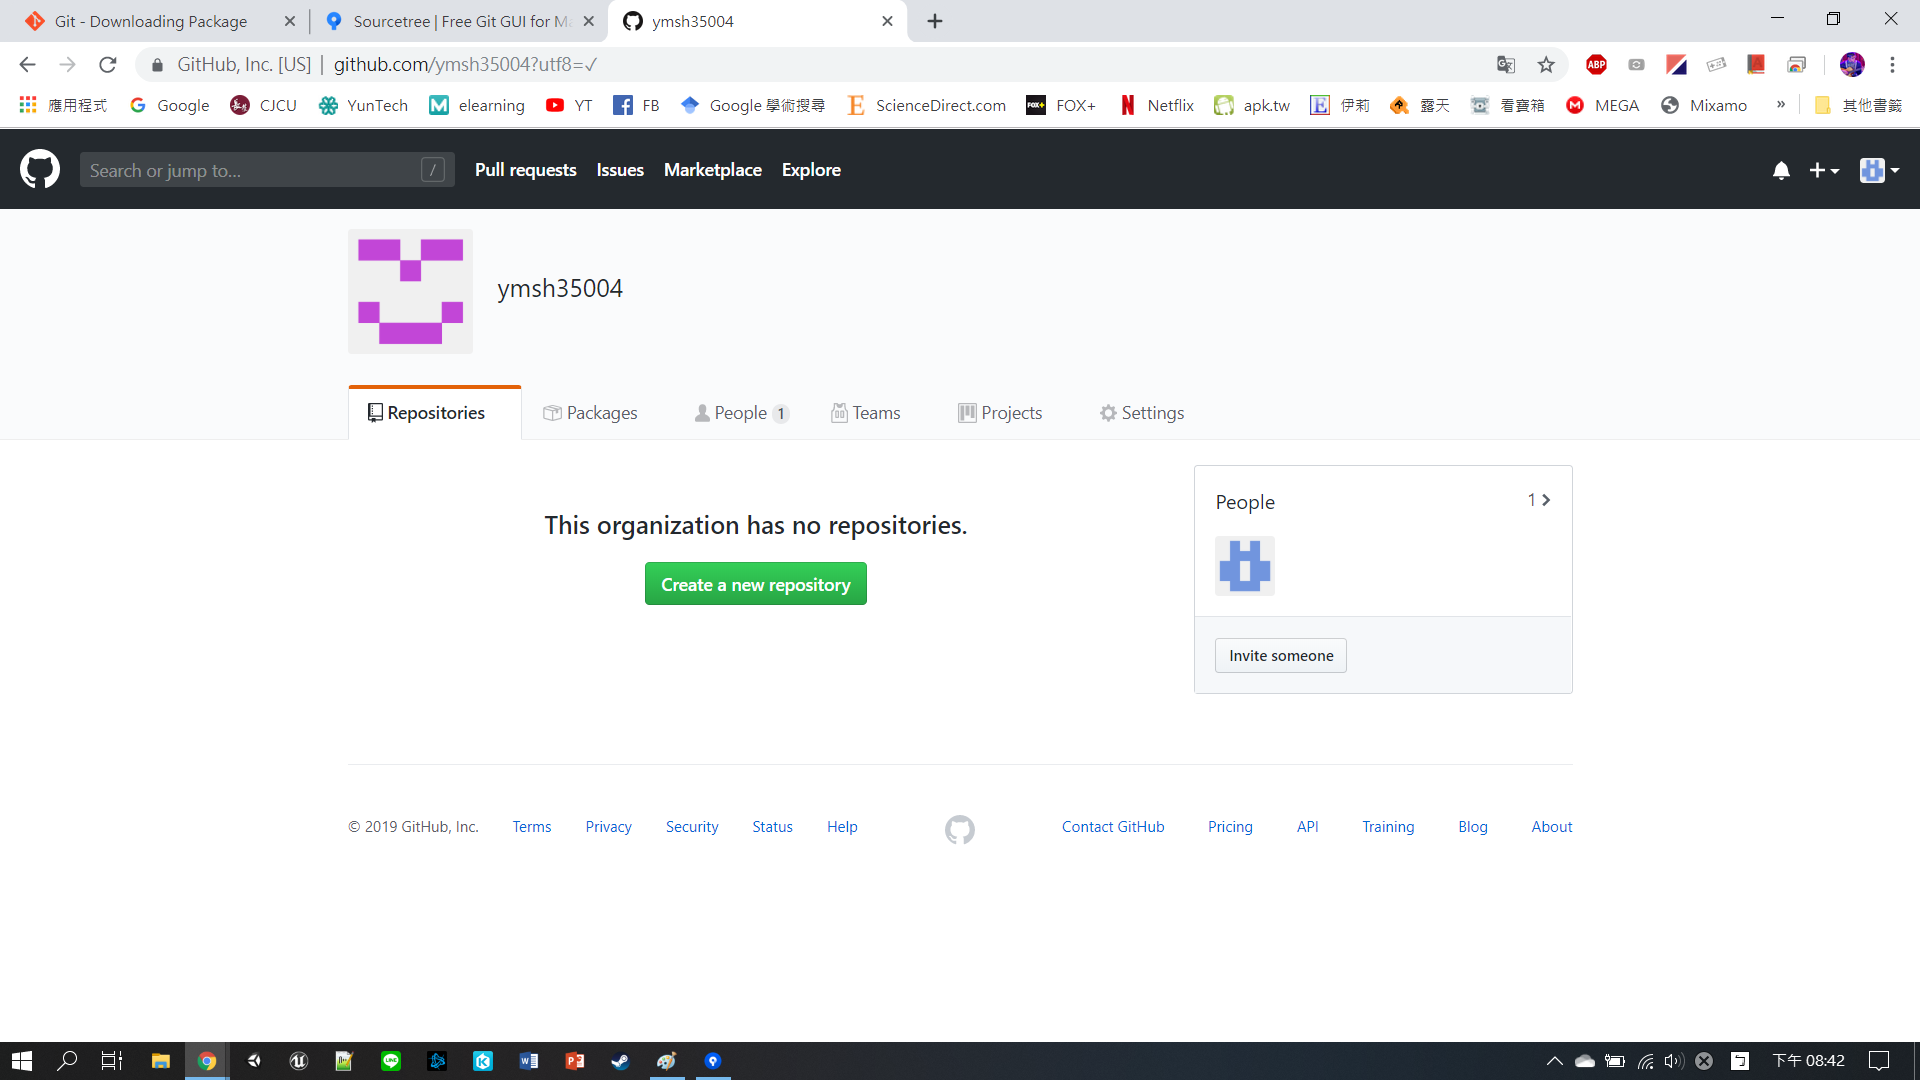 Git - Downloading Package
Sourcetree | Free Git GUI for Ma
ymsh35004
GitHub, Inc. [US] | github.com/ymsh35004?utf8=✓
應用程式 Google CJCU YunTech elearning YT FB Google 學術搜尋 ScienceDirect.com FOX+ Netflix apk.tw 伊莉 露天 看寶箱 MEGA Mixamo » 其他書籤
Search or jump to... / Pull requests Issues Marketplace Explore
ymsh35004
Repositories Packages People 1 Teams Projects Settings
This organization has no repositories.
Create a new repository
People 1
Invite someone
© 2019 GitHub, Inc. Terms Privacy Security Status Help Contact GitHub Pricing API Training Blog About
下午 08:42